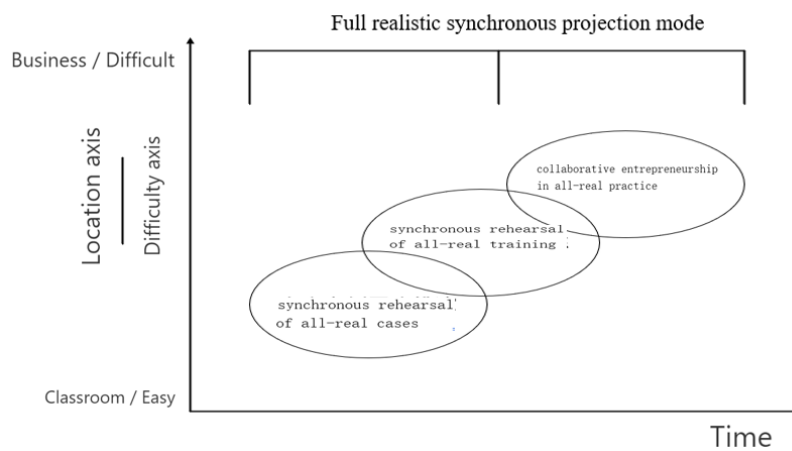 Full realistic synchronous projection mode
Business / Difficult
Location axis
Difficulty axis
collaborative entrepreneurship
in all-real practice
synchronous rehearsal
of all-real training
synchronous rehearsal
of all-real cases
Classroom / Easy
Time